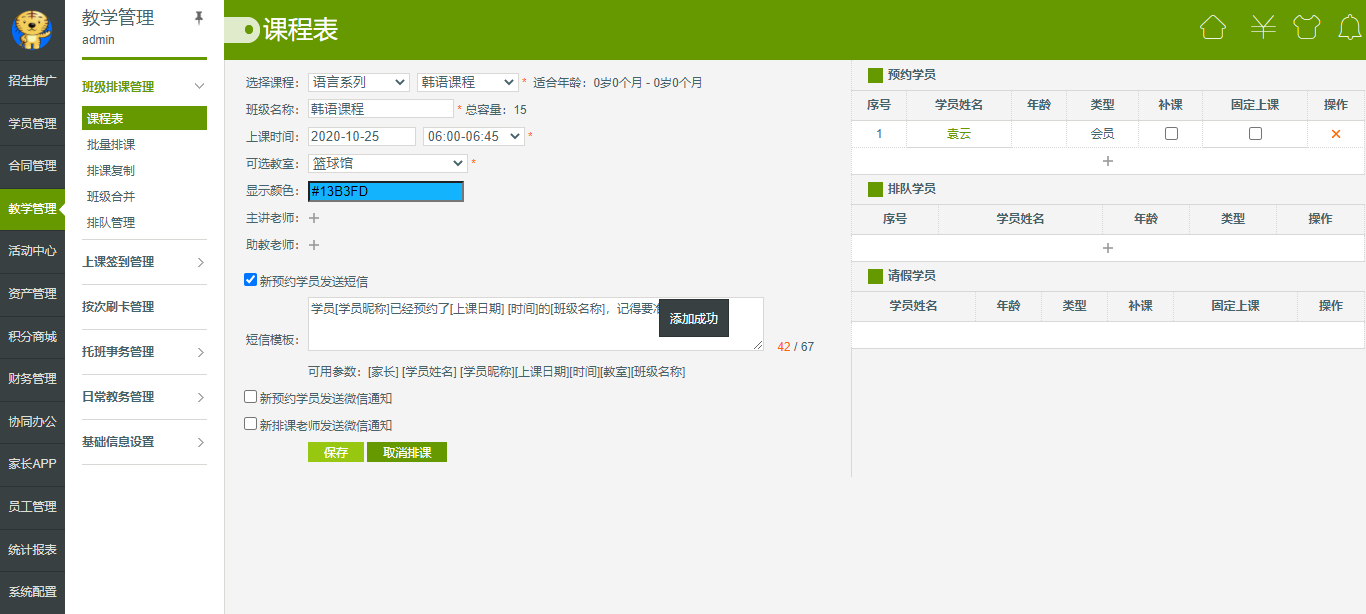 招生推广
学员管理
合同管理
教学管理
活动中心
资产管理
积分商城
财务管理
协同办公
家长APP
员工管理
统计报表
系统配置
教学管理
admin
班级排课管理
课程表
批量排课
排课复制
班级合并
排队管理
上课签到管理
按次刷卡管理
托班事务管理
日常教务管理
基础信息设置
课程表
选择课程： 语言系列 韩语课程 * 适合年龄：0岁0个月 - 0岁0个月
班级名称： 韩语课程 * 总容量：15
上课时间： 2020-10-25 06:00-06:45 *
可选教室： 篮球馆 *
显示颜色： #13B3FD
主讲老师： +
助教老师： +
新预约学员发送短信
短信模板： 学员[学员昵称]已经预约了[上课日期] [时间]的[班级名称]，记得要
添加成功
42 / 67
可用参数：[家长] [学员姓名] [学员昵称][上课日期][时间][教室][班级名称]
新预约学员发送微信通知
新排课老师发送微信通知
保存 取消排课
预约学员
序号 学员姓名 年龄 类型 补课 固定上课 操作
1 袁云 会员 ×
+
排队学员
序号 学员姓名 年龄 类型 操作
+
请假学员
学员姓名 年龄 类型 补课 固定上课 操作